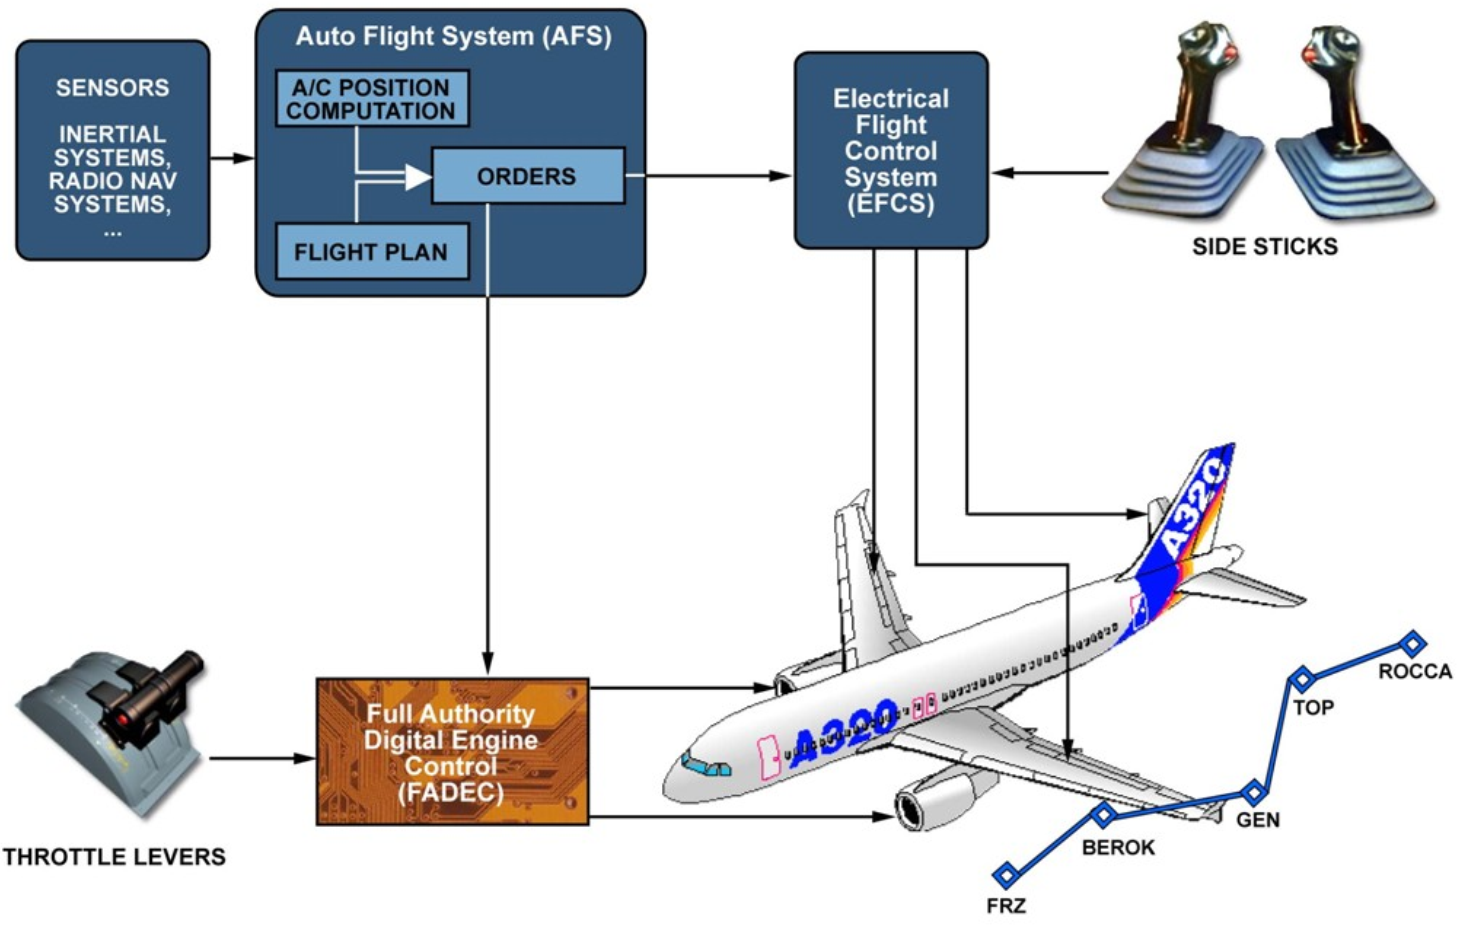 Auto Flight System (AFS)
SENSORS
INERTIAL
SYSTEMS,
RADIO NAV
SYSTEMS,
...
A/C POSITION
COMPUTATION
ORDERS
FLIGHT PLAN
Electrical
Flight
Control
System
(EFCS)
SIDE STICKS
THROTTLE LEVERS
Full Authority
Digital Engine
Control
(FADEC)
A320
A320
ROCCA
TOP
GEN
BEROK
FRZ